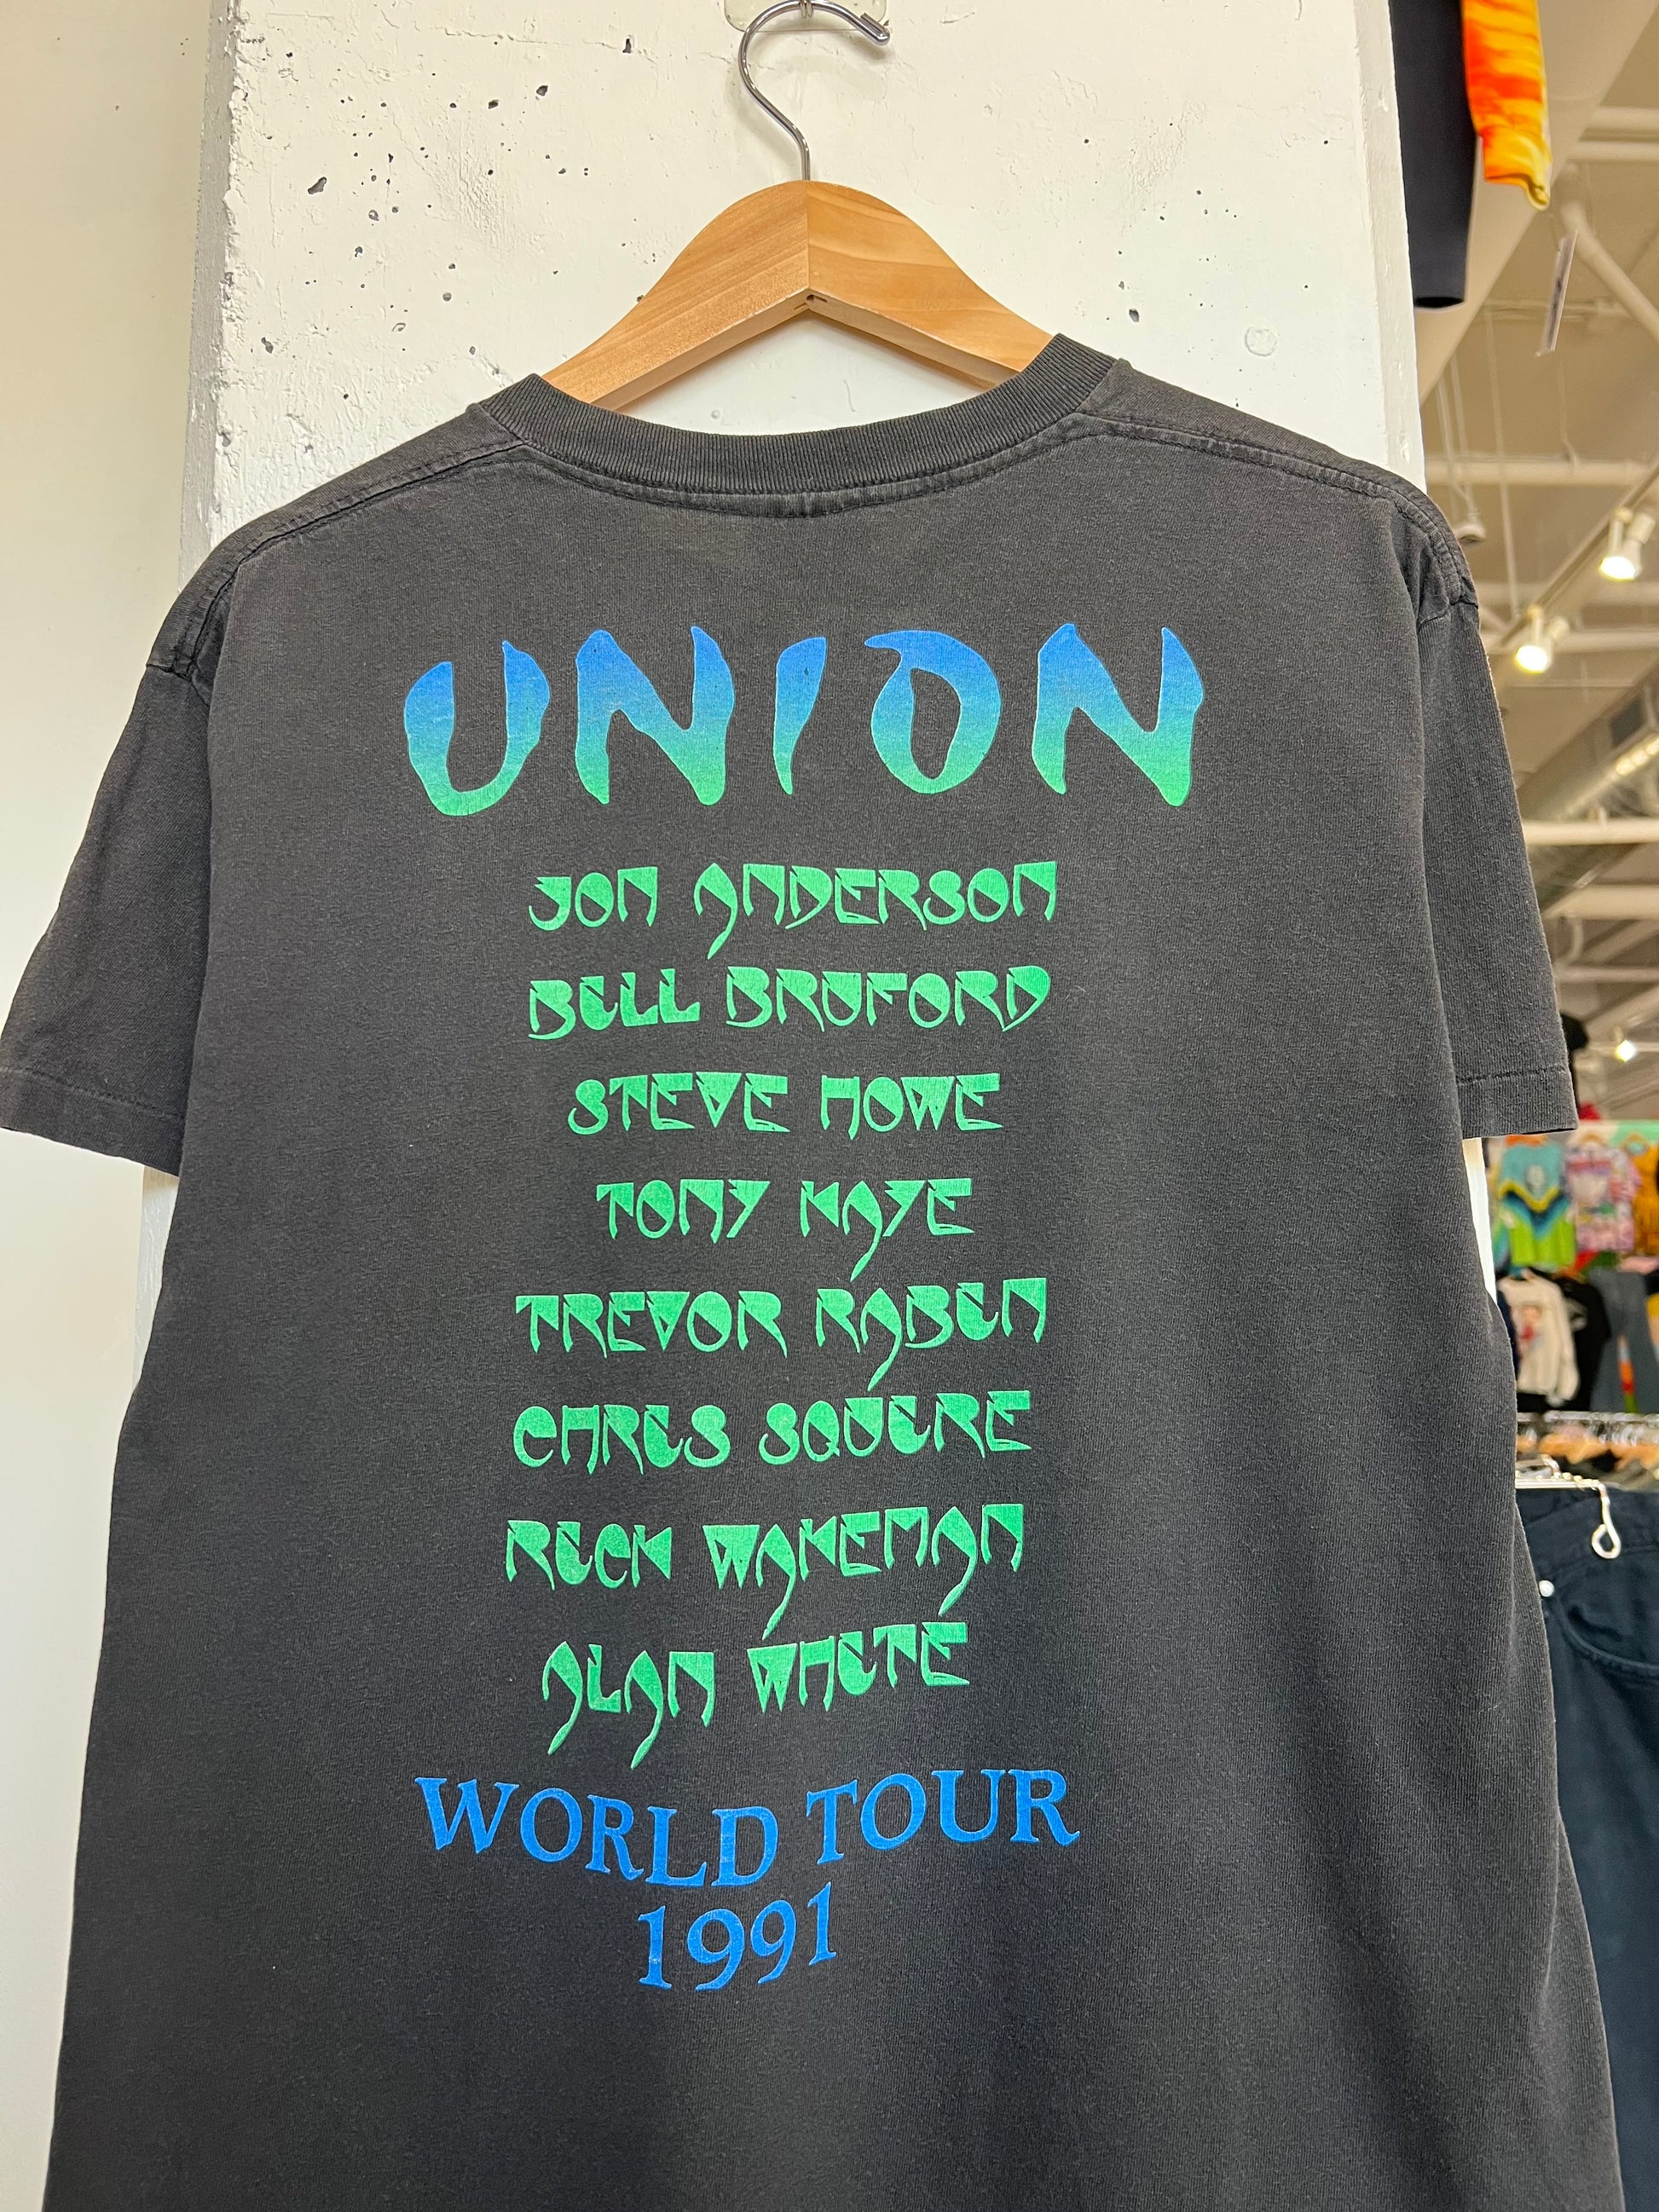 UNION
JON ANDERSON
BILL BRUFORD
STEVE HOWE
TONY KAYE
TREVOR RABIN
CHRIS SQUIRE
RICK WAKEMAN
ALAN WHITE
WORLD TOUR
1991